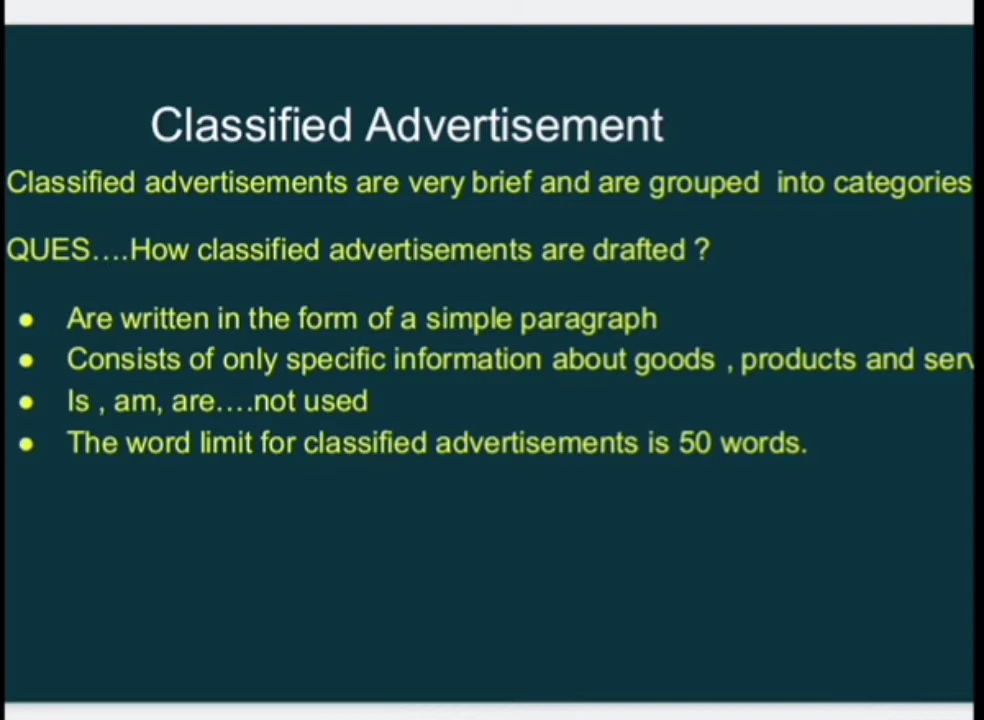 Classified Advertisement
Classified advertisements are very brief and are grouped into categories
QUES....How classified advertisements are drafted ?
● Are written in the form of a simple paragraph
● Consists of only specific information about goods , products and
● Is , am, are....not used
● The word limit for classified advertisements is 50 words.